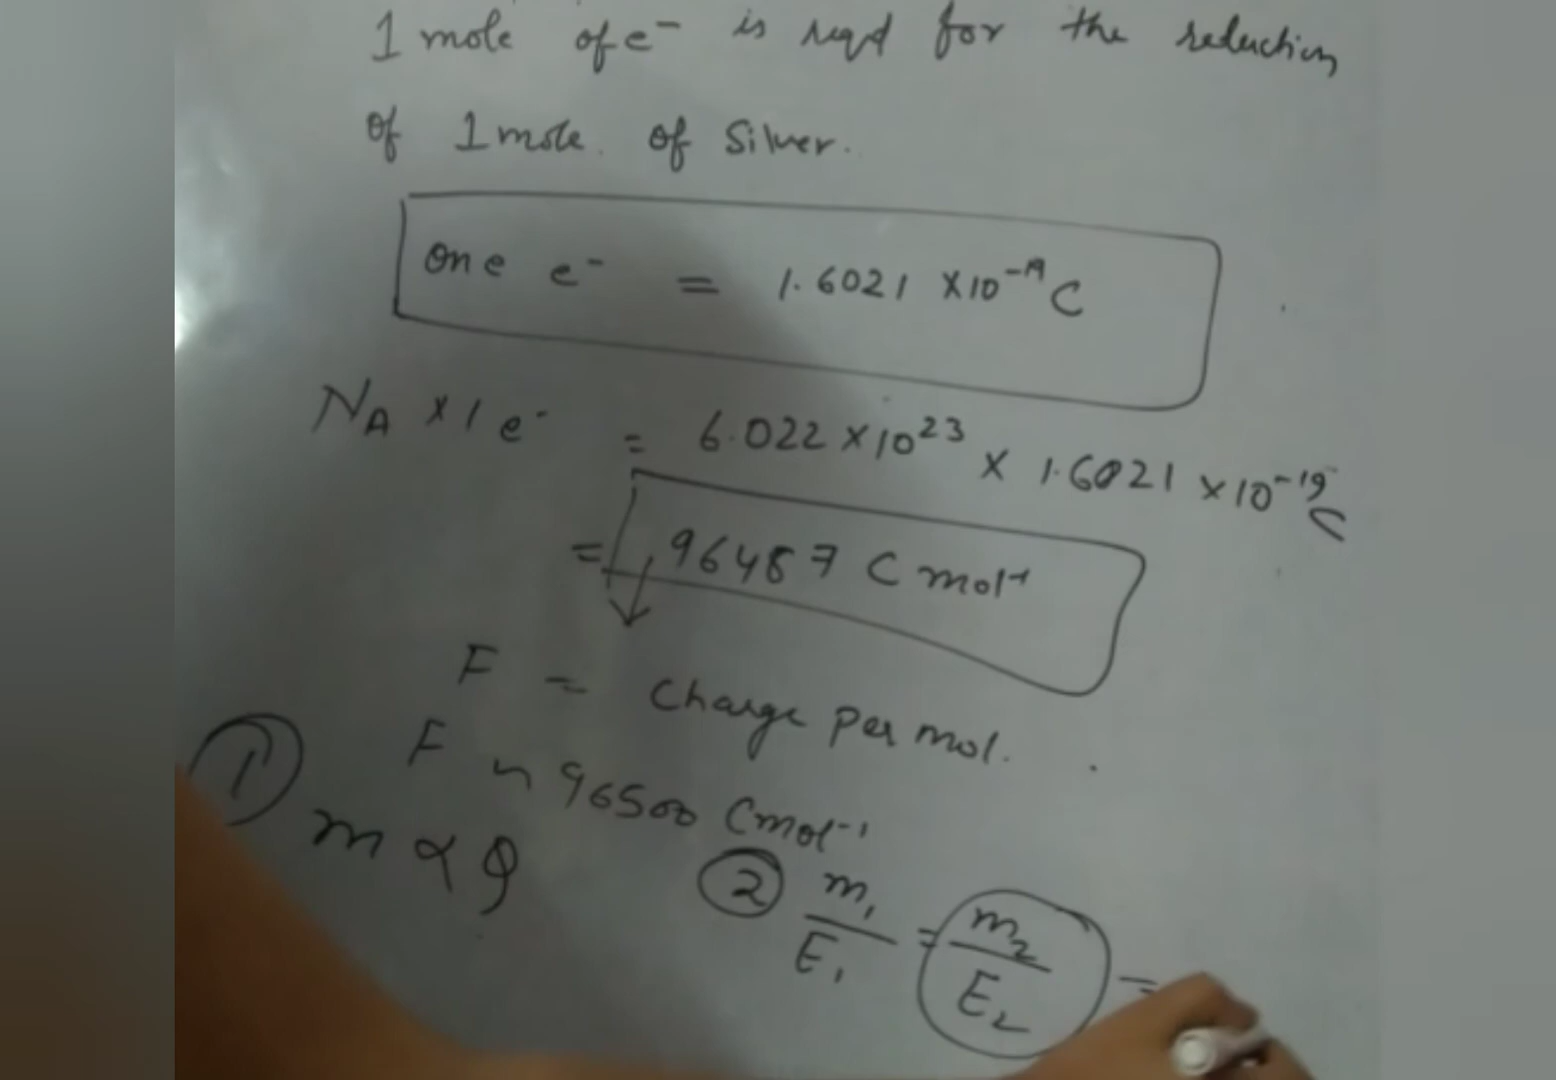 1 mole of e⁻ is reqd for the reduction
of 1 mole. of Silver.
One e⁻ = 1.6021 ×10⁻¹⁹ C
N_A × 1 e⁻ = 6.022 ×10²³ × 1.6021 ×10⁻¹⁹ C
= 96487 C mol⁻¹
F = Charge per mol.
F ~ 96500 Cmol⁻¹
① m ∝ Q
② m₁/E₁ = m₂/E₂ =